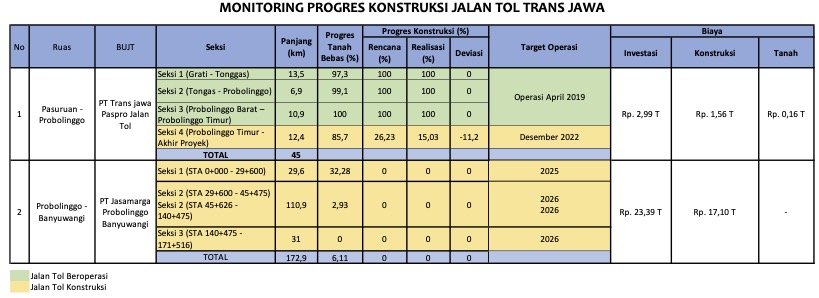 MONITORING PROGRES KONSTRUKSI JALAN TOL TRANS JAWA
No | Ruas | BUJT | Seksi | Panjang (km) | Progres Tanah Bebas (%) | Progres Konstruksi (%) | Target Operasi | Biaya
Rencana (%) | Realisasi (%) | Deviasi | Investasi | Konstruksi | Tanah
1 | Pasuruan - Probolinggo | PT Trans jawa Paspro Jalan Tol | Seksi 1 (Grati - Tonggas) | 13,5 | 97,3 | 100 | 100 | 0 | Operasi April 2019 | Rp. 2,99 T | Rp. 1,56 T | Rp. 0,16 T
Seksi 2 (Tongas - Probolinggo) | 6,9 | 99,1 | 100 | 100 | 0
Seksi 3 (Probolinggo Barat – Probolinggo Timur) | 10,9 | 100 | 100 | 100 | 0
Seksi 4 (Probolinggo Timur - Akhir Proyek) | 12,4 | 85,7 | 26,23 | 15,03 | -11,2 | Desember 2022
TOTAL | 45
2 | Probolinggo - Banyuwangi | PT Jasamarga Probolinggo Banyuwangi | Seksi 1 (STA 0+000 - 29+600) | 29,6 | 32,28 | 0 | 0 | 0 | 2025 | Rp. 23,39 T | Rp. 17,10 T | -
Seksi 2 (STA 29+600 - 45+475) Seksi 2 (STA 45+626 - 140+475) | 110,9 | 2,93 | 0 | 0 | 0 | 2026 2026
Seksi 3 (STA 140+475 - 171+516) | 31 | 0 | 0 | 0 | 0 | 2026
TOTAL | 172,9 | 6,11 | 0 | 0 | 0
Jalan Tol Beroperasi
Jalan Tol Konstruksi